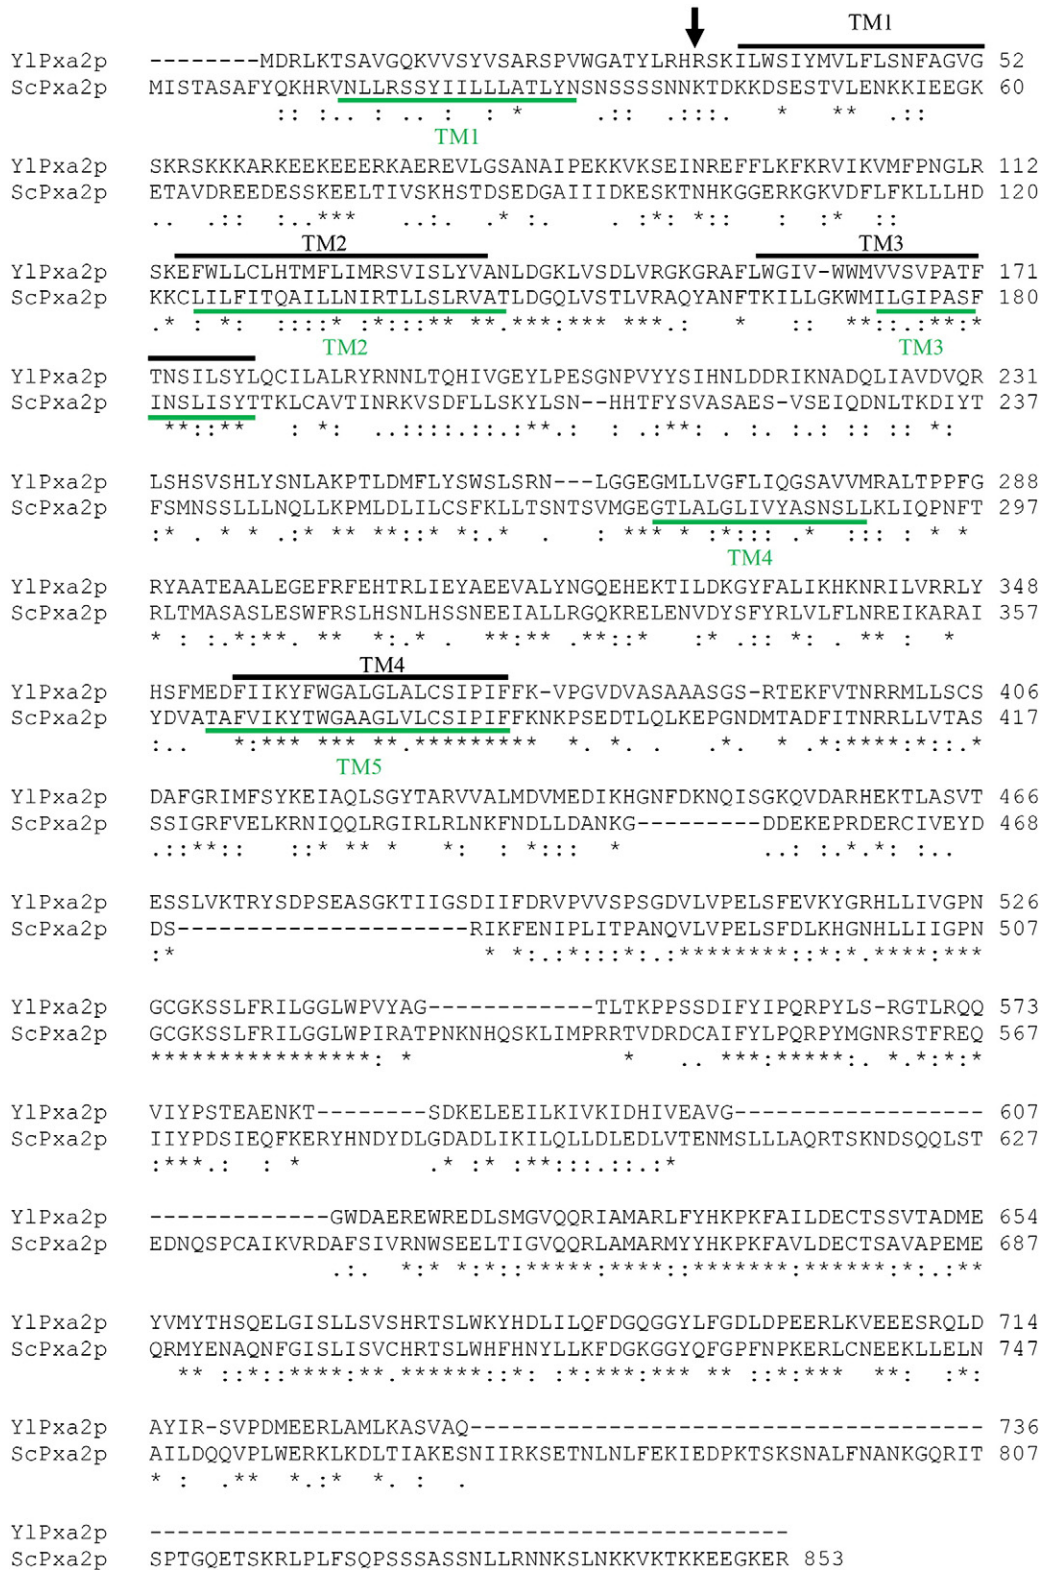 TM1
YlPxa2p --------MDRLKTSAVGQKVVSYVSARSPVWGATYLRHRSKILWSIYMVLFLSNFAGVG 52
ScPxa2p MISTASAFYQKHRVNLLRSSYIILLLATLYNSNSSSSNNKTDKKDSESTVLENKKIEEGK 60
:: :.. : : : * .:: :::. * ** .:
TM1
YlPxa2p SKRSKKKARKEEKEEERKAEREVLGSANAIPEKKVKSEINREFFLKFKRVIKVMFPNGLR 112
ScPxa2p ETAVDREEDESSKEELTIVSKHSTDSEDGAIIIDKESKTNHKGGERKGKVDFLFKLLLHD 120
. . .:: :..*** ..: . * :. :*: *:: : :* :: ::
TM2 TM3
YlPxa2p SKEFWLLCLHTMFLIMRSVISLYVANLDGKLVSDLVRGKGRAFLWGIV-WWMVVSVPATF 171
ScPxa2p KKCLILFITQAILLNIRTLLSLRVATLDGQLVSTLVRAQYANFTKILLGKWMILGIPASF 180
.* : *: ::::* :*:::** **.***:*** ***.: * :: **::.:**:*
TM2 TM3
YlPxa2p TNSILSYLQCILALRYRNNLTQHIVGEYLPESGNPVYYSIHNLDDRIKNADQLIAVDVQR 231
ScPxa2p INSLISYTTKLCAVTINRKVSDFLLSKYLSN--HHTFYSVASAES-VSEIQDNLTKDIYT 237
**::** : *: ..:::::.::**.: : .:**: . :. :.: :: :: *:
YlPxa2p LSHSVSHLYSNLAKPTLDMFLYSWSLSRN---LGGEGMLLVGFLIQGSAVVMRALTPPFG 288
ScPxa2p FSMNSSLLLNQLLKPMLDLILCSFKLLTSNTSVMGEGTLALGLIVYASNSLLKLIQPNFT 297
:* . * * .:* ** **::* *:.* . : *** * :*::: .* ::: : * *
TM4
YlPxa2p RYAATEAALEGEFRFEHTRLIEYAEEVALYNGQEHEKTILDKGYFALIKHKNRILVRRLY 348
ScPxa2p RLTMASASLESWFRSLHSNLHSSNEEIALLRGQKRELENVDYSFYRLVLFLNREIKARAI 357
* : :.*:**. ** *:.* . **:** .**::* :* .:: *: . ** : *
TM4
YlPxa2p HSFMEDFIIKYFWGALGLALCSIPIFFK-VPGVDVASAAASGS-RTEKFVTNRRMLLSCS 406
ScPxa2p YDVATAFVIKYTWGAAGLVLCSIPIFFKNKPSEDTLQLKEPGNDMTADFITNRRLLVTAS 417
:.. *:*** *** **.********* *. *. . .*. * .*:****:*::.*
TM5
YlPxa2p DAFGRIMFSYKEIAQLSGYTARVVALMDVMEDIKHGNFDKNQISGKQVDARHEKTLASVT 466
ScPxa2p SSIGRFVELKRNIQQLRGIRLRLNKFNDLLDANKG---------DDEKEPRDERCIVEYD 468
.::**:: ::* ** * *: : *::: * ..: :.*.*: :..
YlPxa2p ESSLVKTRYSDPSEASGKTIIGSDIIFDRVPVVSPSGDVLVPELSFEVKYGRHLLIVGPN 526
ScPxa2p DS---------------------RIKFENIPLITPANQVLVPELSFDLKHGNHLLIIGPN 507
:* * *:.:*:::*:.:********::*:*.****:***
YlPxa2p GCGKSSLFRILGGLWPVYAG------------TLTKPPSSDIFYIPQRPYLS-RGTLRQQ 573
ScPxa2p GCGKSSLFRILGGLWPIRATPNKNHQSKLIMPRRTVDRDCAIFYLPQRPYMGNRSTFREQ 567
****************: * * .. ***:*****:. *.*:*:*
YlPxa2p VIYPSTEAENKT--------SDKELEEILKIVKIDHIVEAVG------------------ 607
ScPxa2p IIYPDSIEQFKERYHNDYDLGDADLIKILQLLDLEDLVTENMSLLLAQRTSKNDSQQLST 627
:***.: : * .* :* :**:::.::.:*
YlPxa2p -------------GWDAEREWREDLSMGVQQRIAMARLFYHKPKFAILDECTSSVTADME 654
ScPxa2p EDNQSPCAIKVRDAFSIVRNWSEELTIGVQQRLAMARMYYHKPKFAVLDECTSAVAPEME 687
.:. *:* *:*::*****:****::*******:******:*:.:**
YlPxa2p YVMYTHSQELGISLLSVSHRTSLWKYHDLILQFDGQGGYLFGDLDPEERLKVEEESRQLD 714
ScPxa2p QRMYENAQNFGISLISVCHRTSLWHFHNYLLKFDGKGGYQFGPFNPKERLCNEEKLLELN 747
** ::*::****:**.******::*: :*:***:*** ** ::*:*** **: :*:
YlPxa2p AYIR-SVPDMEERLAMLKASVAQ------------------------------------- 736
ScPxa2p AILDQQVPLWERKLKDLTIAKESNIIRKSETNLNLFEKIEDPKTSKSNALFNANKGQRIT 807
* : .** *.:* *. : .
YlPxa2p ----------------------------------------------
ScPxa2p SPTGQETSKRLPLFSQPSSSASSNLLRNNKSLNKKVKTKKEEGKER 853